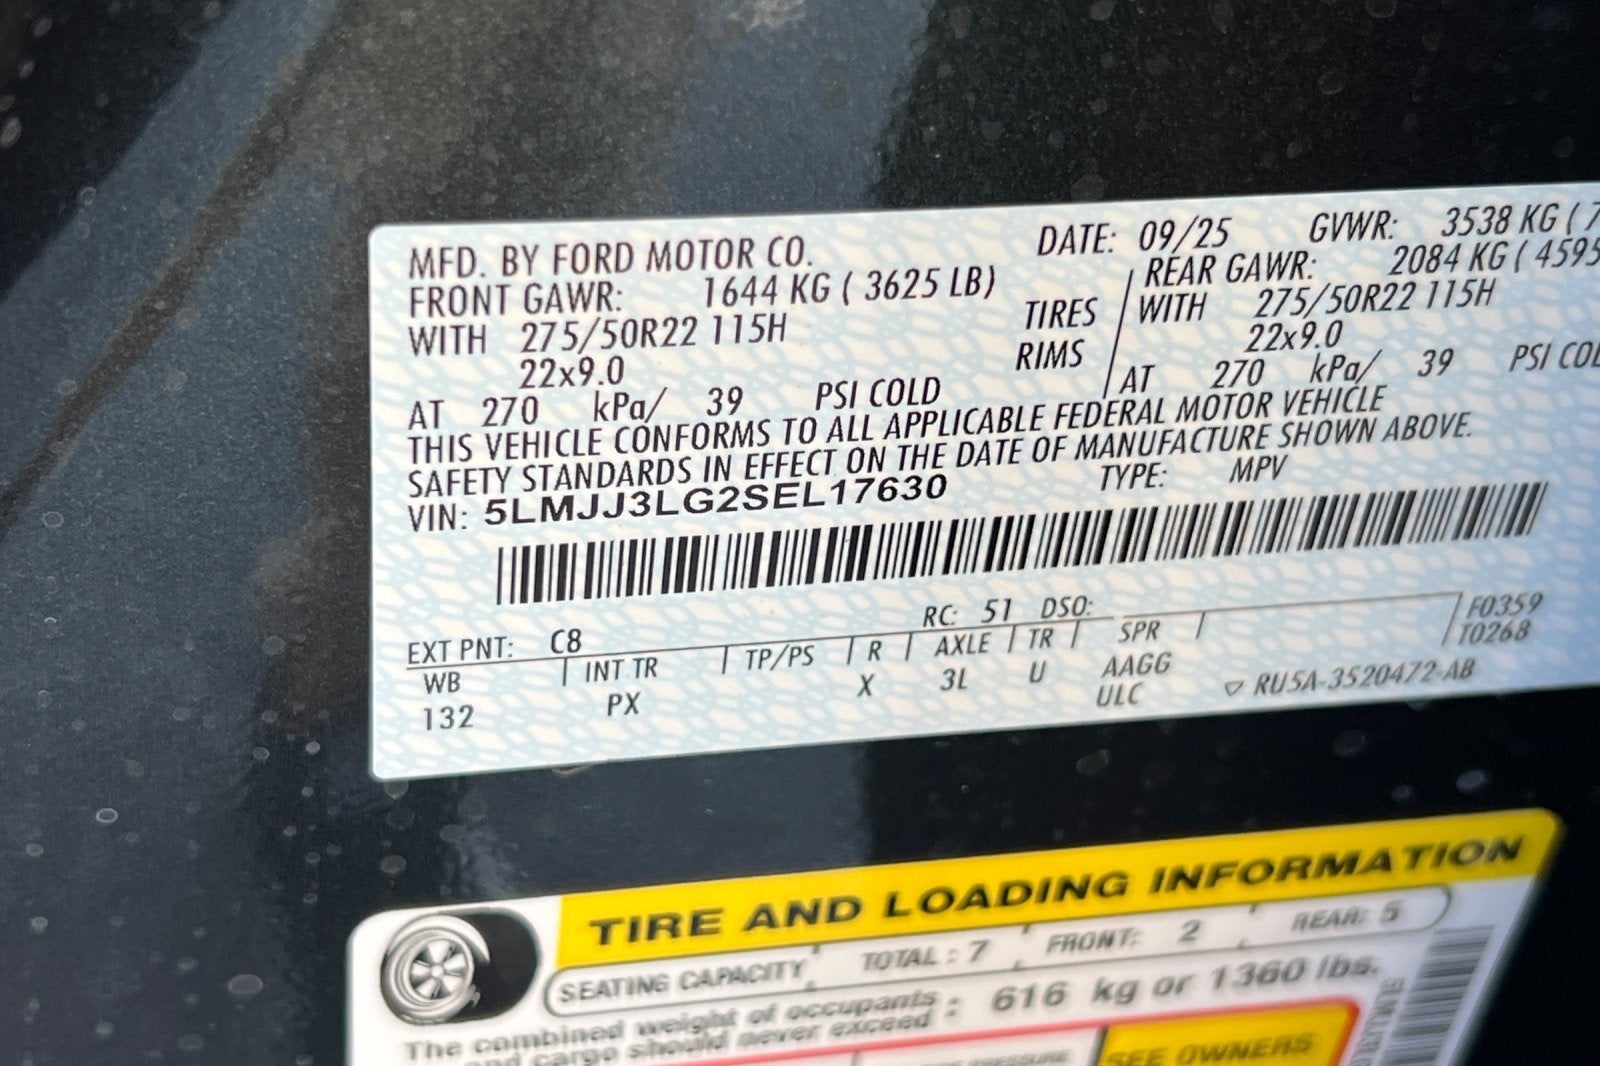 MFD. BY FORD MOTOR CO. DATE: 09/25 GVWR: 3538 KG ( 7
FRONT GAWR: 1644 KG ( 3625 LB) REAR GAWR: 2084 KG ( 4595
WITH 275/50R22 115H TIRES WITH 275/50R22 115H
22x9.0 RIMS 22x9.0
AT 270 kPa/ 39 PSI COLD AT 270 kPa/ 39 PSI COL
THIS VEHICLE CONFORMS TO ALL APPLICABLE FEDERAL MOTOR VEHICLE
SAFETY STANDARDS IN EFFECT ON THE DATE OF MANUFACTURE SHOWN ABOVE.
VIN: 5LMJJ3LG2SEL17630 TYPE: MPV
EXT PNT: C8 RC: 51 DSO: F0359
WB INT TR TP/PS R AXLE TR SPR T0268
132 PX X 3L U AAGG
ULC ▽ RU5A-3520472-AB
TIRE AND LOADING INFORMATION
SEATING CAPACITY TOTAL : 7 FRONT: 2 REAR: 5
The combined weight of occupants : 616 kg or 1360 lbs.
and cargo should never exceed
PRESSURE SEE OWNERS